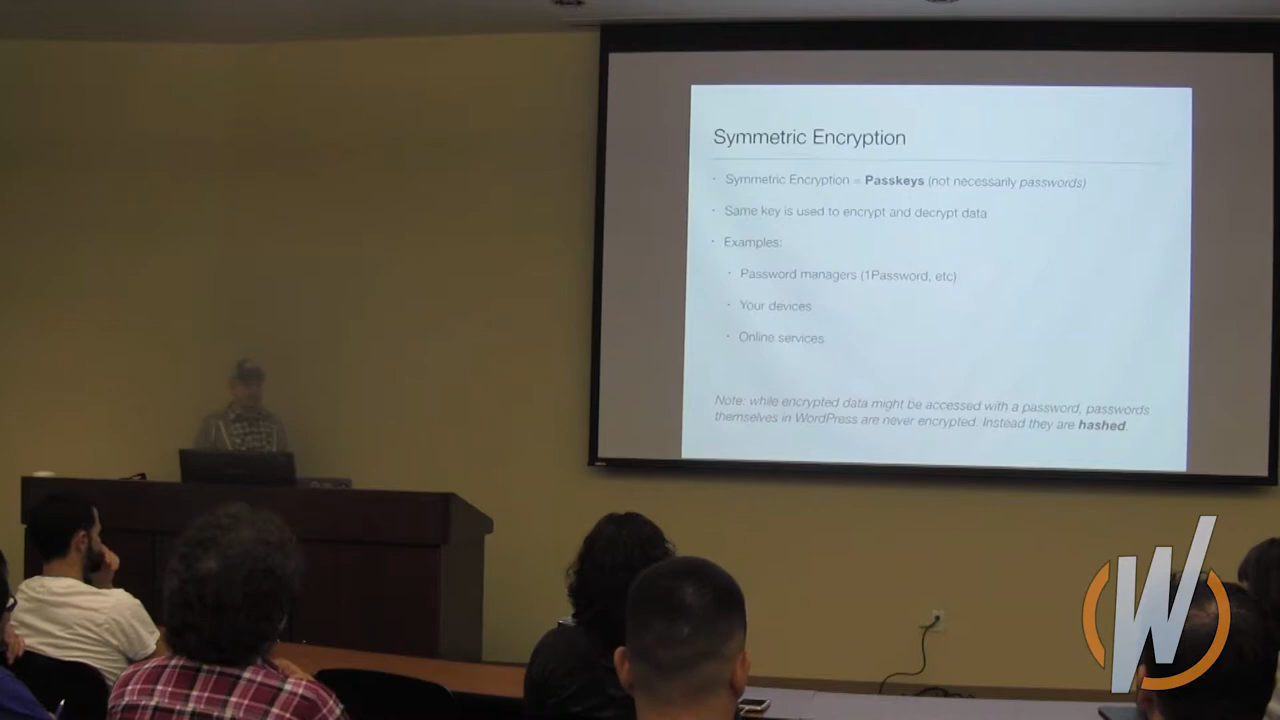 Symmetric Encryption
Symmetric Encryption = Passkeys (not necessarily passwords)
Same key is used to encrypt and decrypt data
Examples:
Password managers (1Password, etc)
Your devices
Online services
Note: while encrypted data might be accessed with a password, passwords
themselves in WordPress are never encrypted. Instead they are hashed.
W